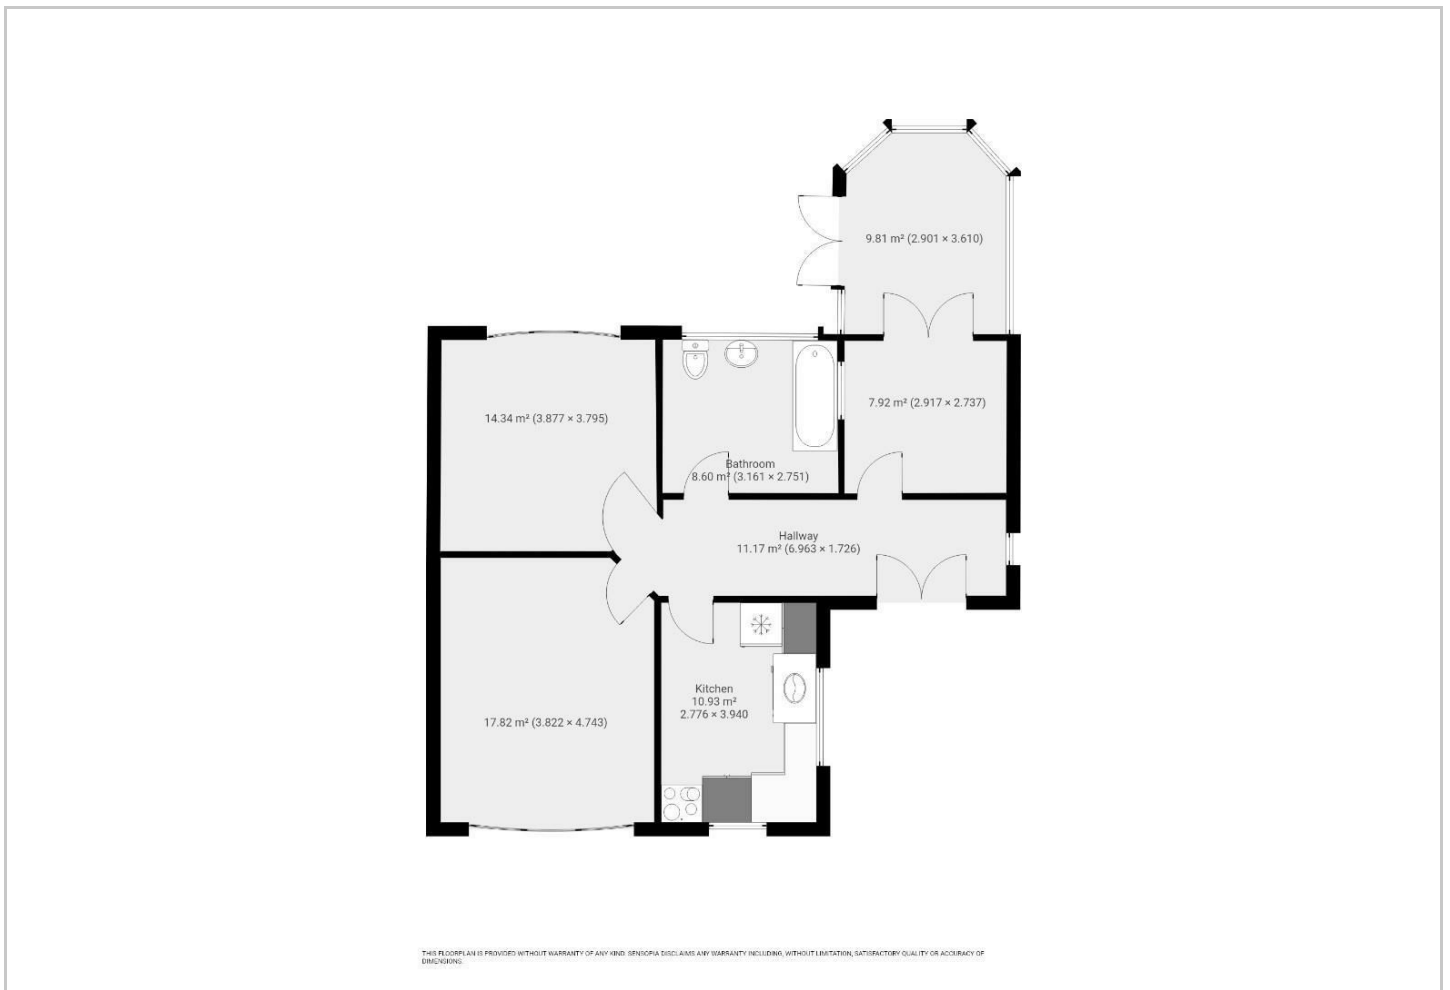 9.81 m² (2.901 × 3.610)
14.34 m² (3.877 × 3.795)
7.92 m² (2.917 × 2.737)
Bathroom
8.60 m² (3.161 × 2.751)
Hallway
11.17 m² (6.963 × 1.726)
Kitchen
10.93 m²
2.776 × 3.940
17.82 m² (3.822 × 4.743)
THIS FLOORPLAN IS PROVIDED WITHOUT WARRANTY OF ANY KIND. SENSOPIA DISCLAIMS ANY WARRANTY INCLUDING, WITHOUT LIMITATION, SATISFACTORY QUALITY OR ACCURACY OF
DIMENSIONS.